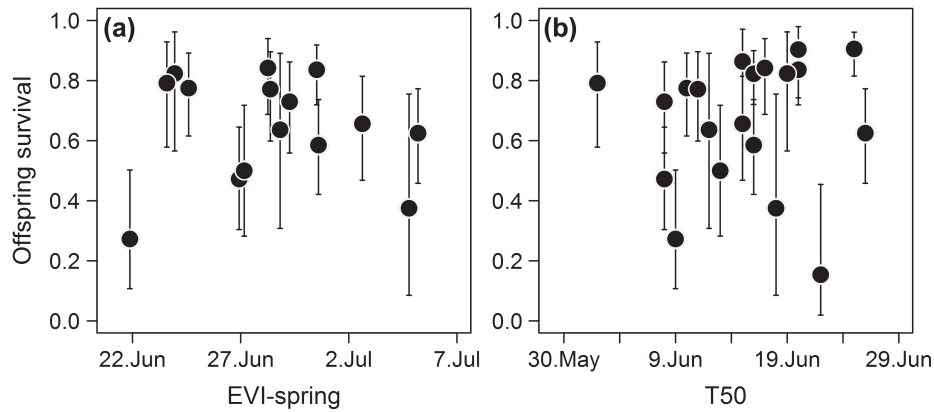 (a)
(b)
Offspring survival
1.0
0.8
0.6
0.4
0.2
0.0
1.0
0.8
0.6
0.4
0.2
0.0
22.Jun 27.Jun 2.Jul 7.Jul
30.May 9.Jun 19.Jun 29.Jun
EVI-spring
T50